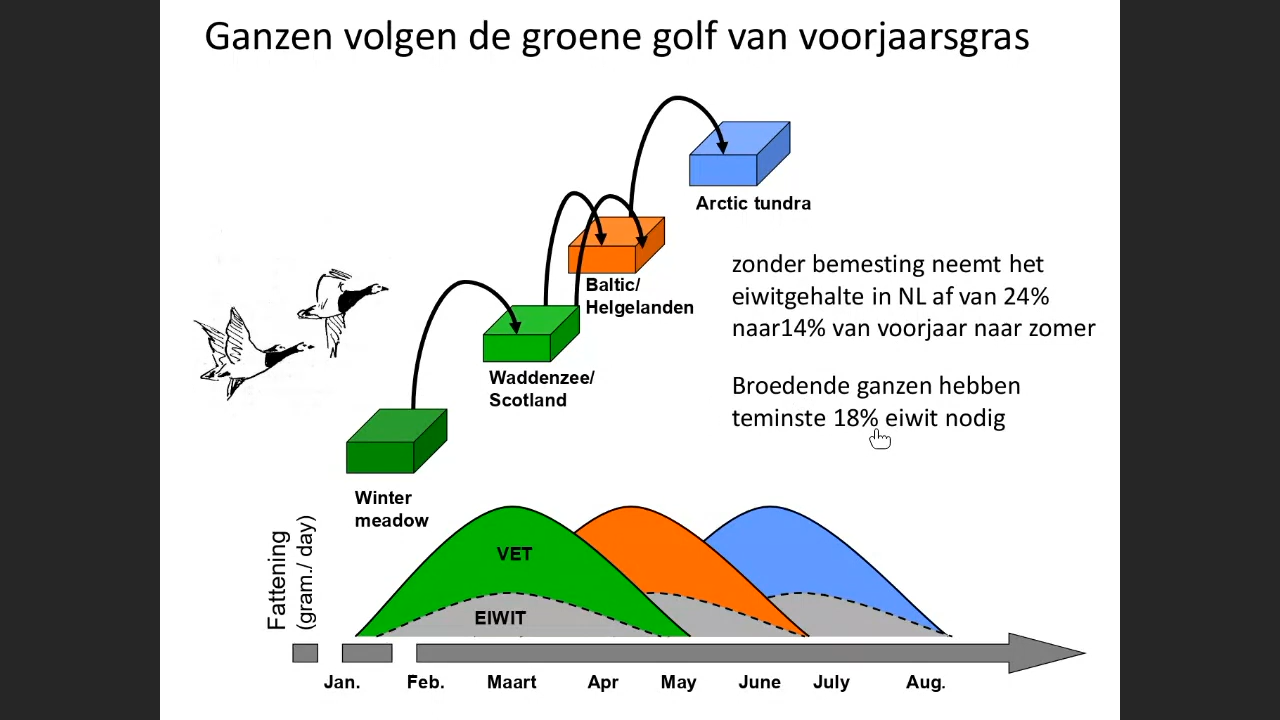 Ganzen volgen de groene golf van voorjaarsgras
Arctic tundra
zonder bemesting neemt het
eiwitgehalte in NL af van 24%
naar14% van voorjaar naar zomer
Baltic/
Helgelanden
Waddenzee/
Scotland
Broedende ganzen hebben
teminste 18% eiwit nodig
Winter
meadow
Fattening
(gram./ day)
VET
EIWIT
Jan. Feb. Maart Apr May June July Aug.